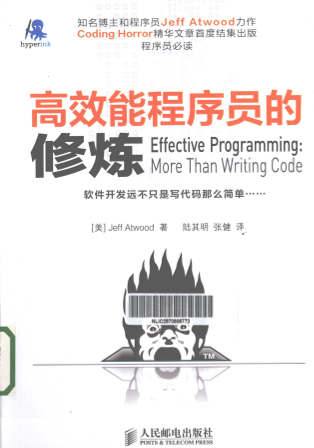 知名博主和程序员Jeff Atwood力作
Coding Horror精华文章首度结集出版
程序员必读
hyperink
高效能程序员的
修炼
Effective Programming:
More Than Writing Code
软件开发远不只是写代码那么简单……
[美] Jeff Atwood 著 陆其明 张健 译
NLIC2970906772
TM
人民邮电出版社
POSTS & TELECOM PRESS